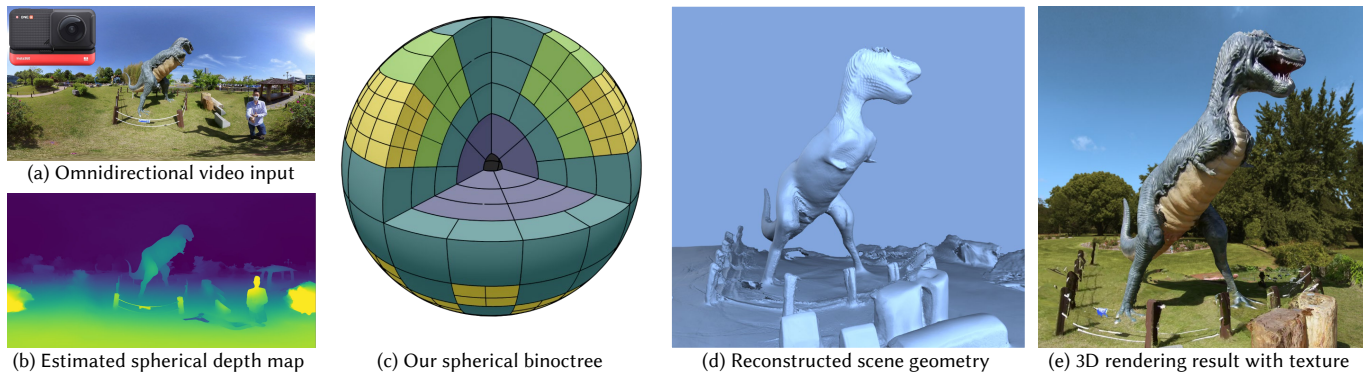 (a) Omnidirectional video input
(b) Estimated spherical depth map
(c) Our spherical binoctree
(d) Reconstructed scene geometry
(e) 3D rendering result with texture